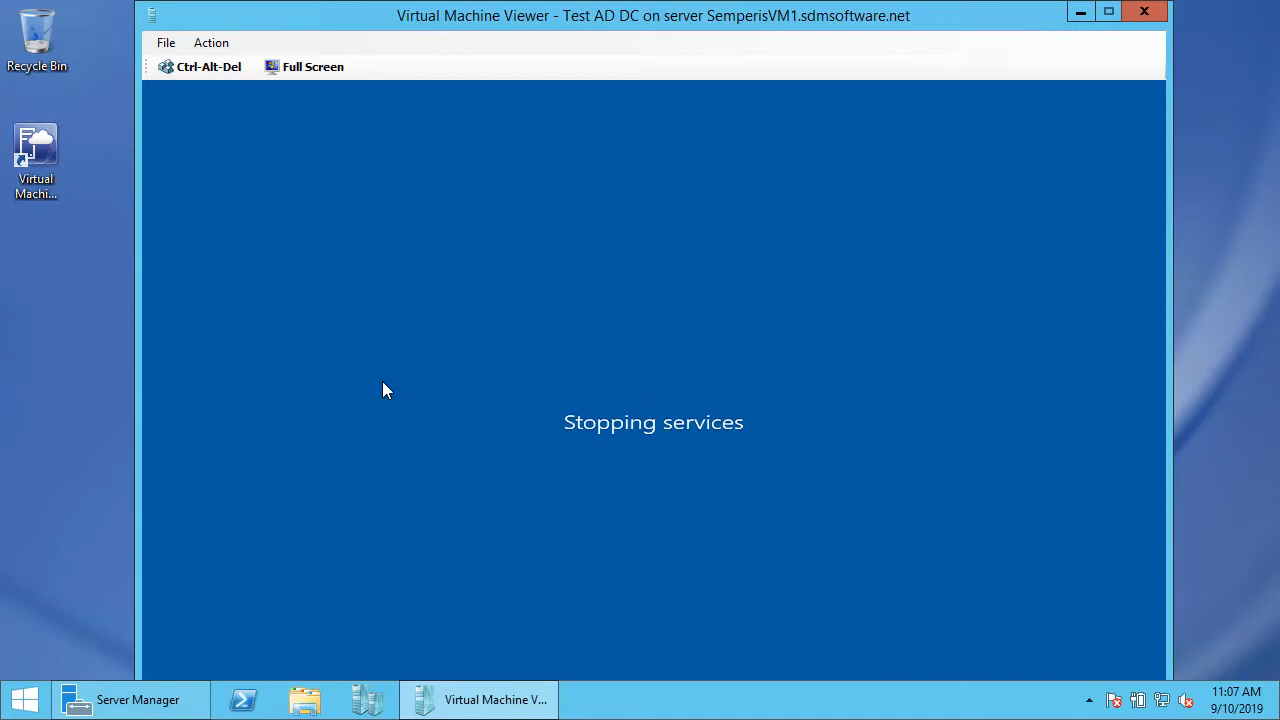 Recycle Bin
Virtual
Machi...
Virtual Machine Viewer - Test AD DC on server SemperisVM1.sdmsoftware.net
File Action
Ctrl-Alt-Del Full Screen
Stopping services
Server Manager
Virtual Machine V...
11:07 AM
9/10/2019